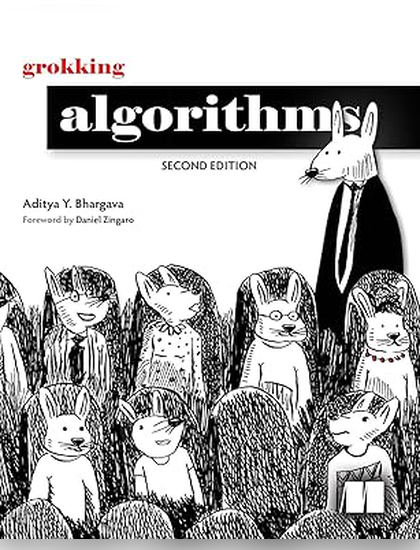 grokking
algorithms
SECOND EDITION
Aditya Y. Bhargava
Foreword by Daniel Zingaro